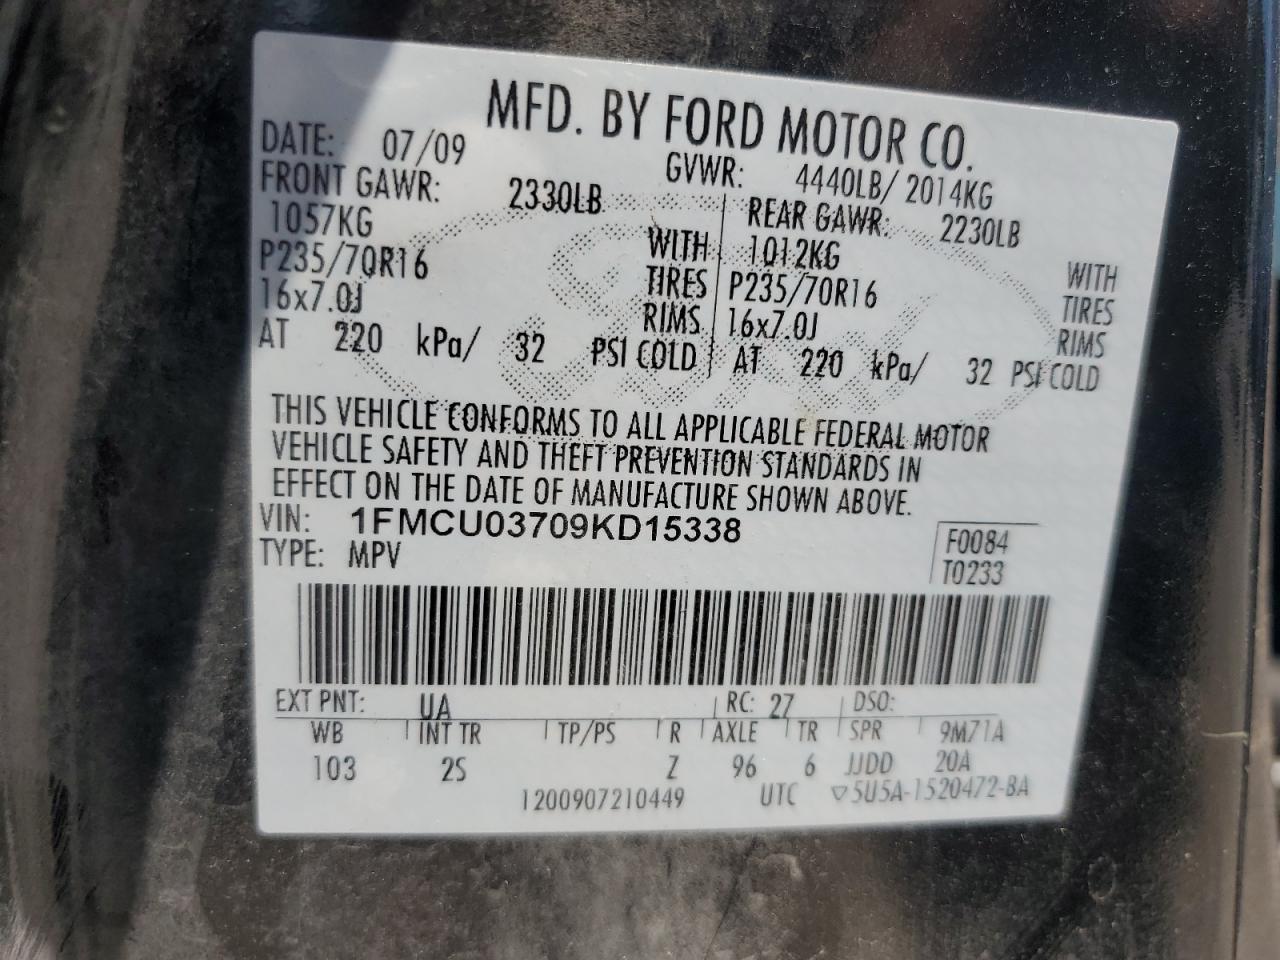 MFD. BY FORD MOTOR CO.
DATE: 07/09 GVWR: 4440LB/ 2014KG
FRONT GAWR: 2330LB REAR GAWR: 2230LB
1057KG WITH 1012KG WITH
P235/70R16 TIRES P235/70R16 TIRES
16x7.0J RIMS 16x7.0J RIMS
AT 220 kPa/ 32 PSI COLD AT 220 kPa/ 32 PSI COLD
THIS VEHICLE CONFORMS TO ALL APPLICABLE FEDERAL MOTOR
VEHICLE SAFETY AND THEFT PREVENTION STANDARDS IN
EFFECT ON THE DATE OF MANUFACTURE SHOWN ABOVE.
VIN: 1FMCU03709KD15338
TYPE: MPV
F0084
T0233
EXT PNT: UA RC: 27 DSO:
WB INT TR TP/PS R AXLE TR SPR 9M71A
103 2S Z 96 6 JJDD 20A
1200907210449 UTC ▽5U5A-1520472-BA